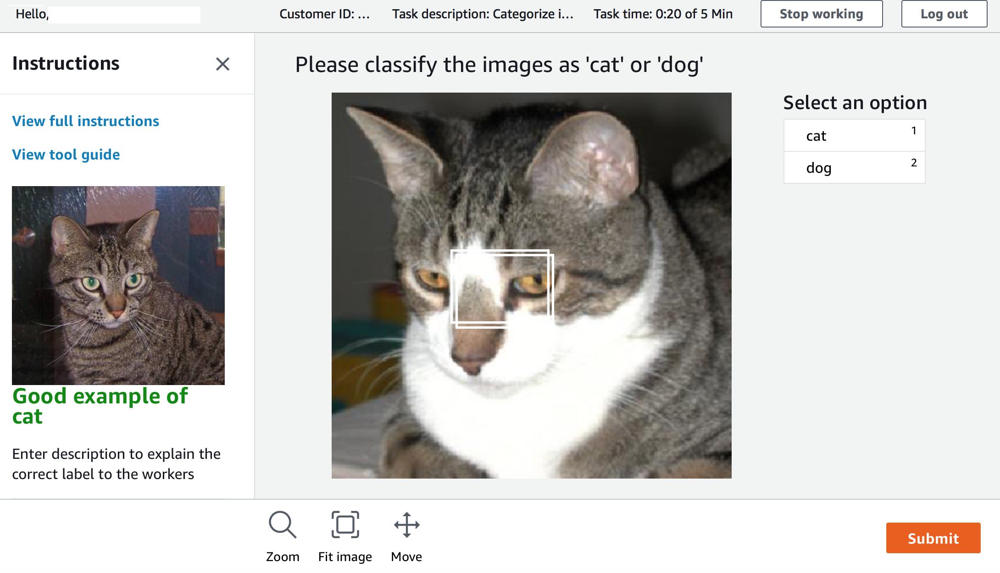 Hello,
Customer ID: ...
Task description: Categorize i...
Task time: 0:20 of 5 Min
Stop working
Log out
Instructions
View full instructions
View tool guide
Good example of
cat
Enter description to explain the
correct label to the workers
Please classify the images as 'cat' or 'dog'
Select an option
cat 1
dog 2
Zoom
Fit image
Move
Submit